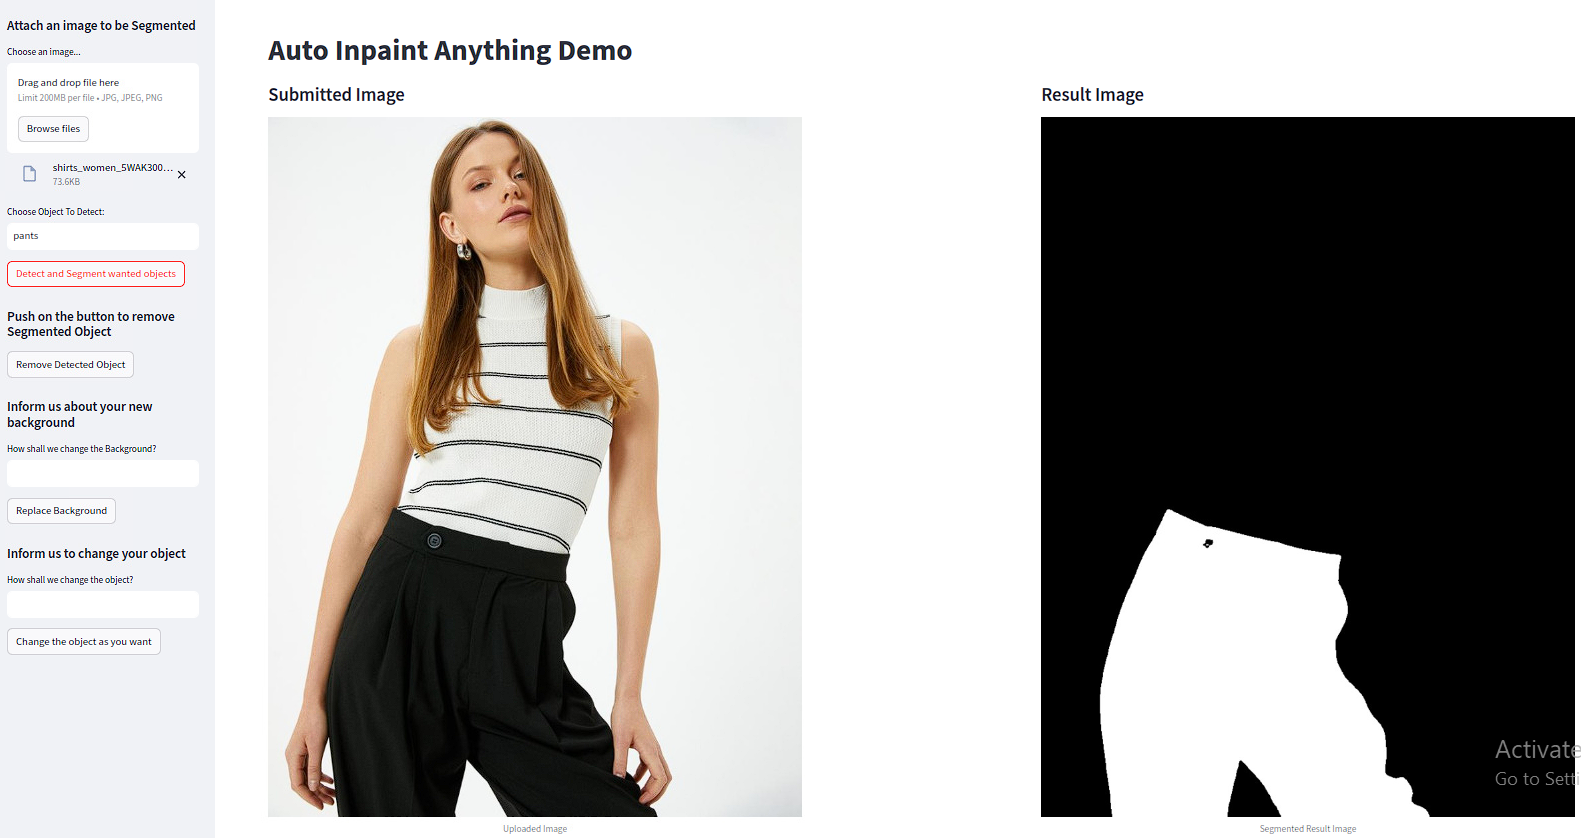 Attach an image to be Segmented
Choose an image...
Drag and drop file here
Limit 200MB per file • JPG, JPEG, PNG
Browse files
shirts_women_5WAK300...
73.6KB
Choose Object To Detect:
pants
Detect and Segment wanted objects
Push on the button to remove
Segmented Object
Remove Detected Object
Inform us about your new
background
How shall we change the Background?
Replace Background
Inform us to change your object
How shall we change the object?
Change the object as you want
Auto Inpaint Anything Demo
Submitted Image
Uploaded Image
Result Image
Activate
Go to Setti
Segmented Result Image